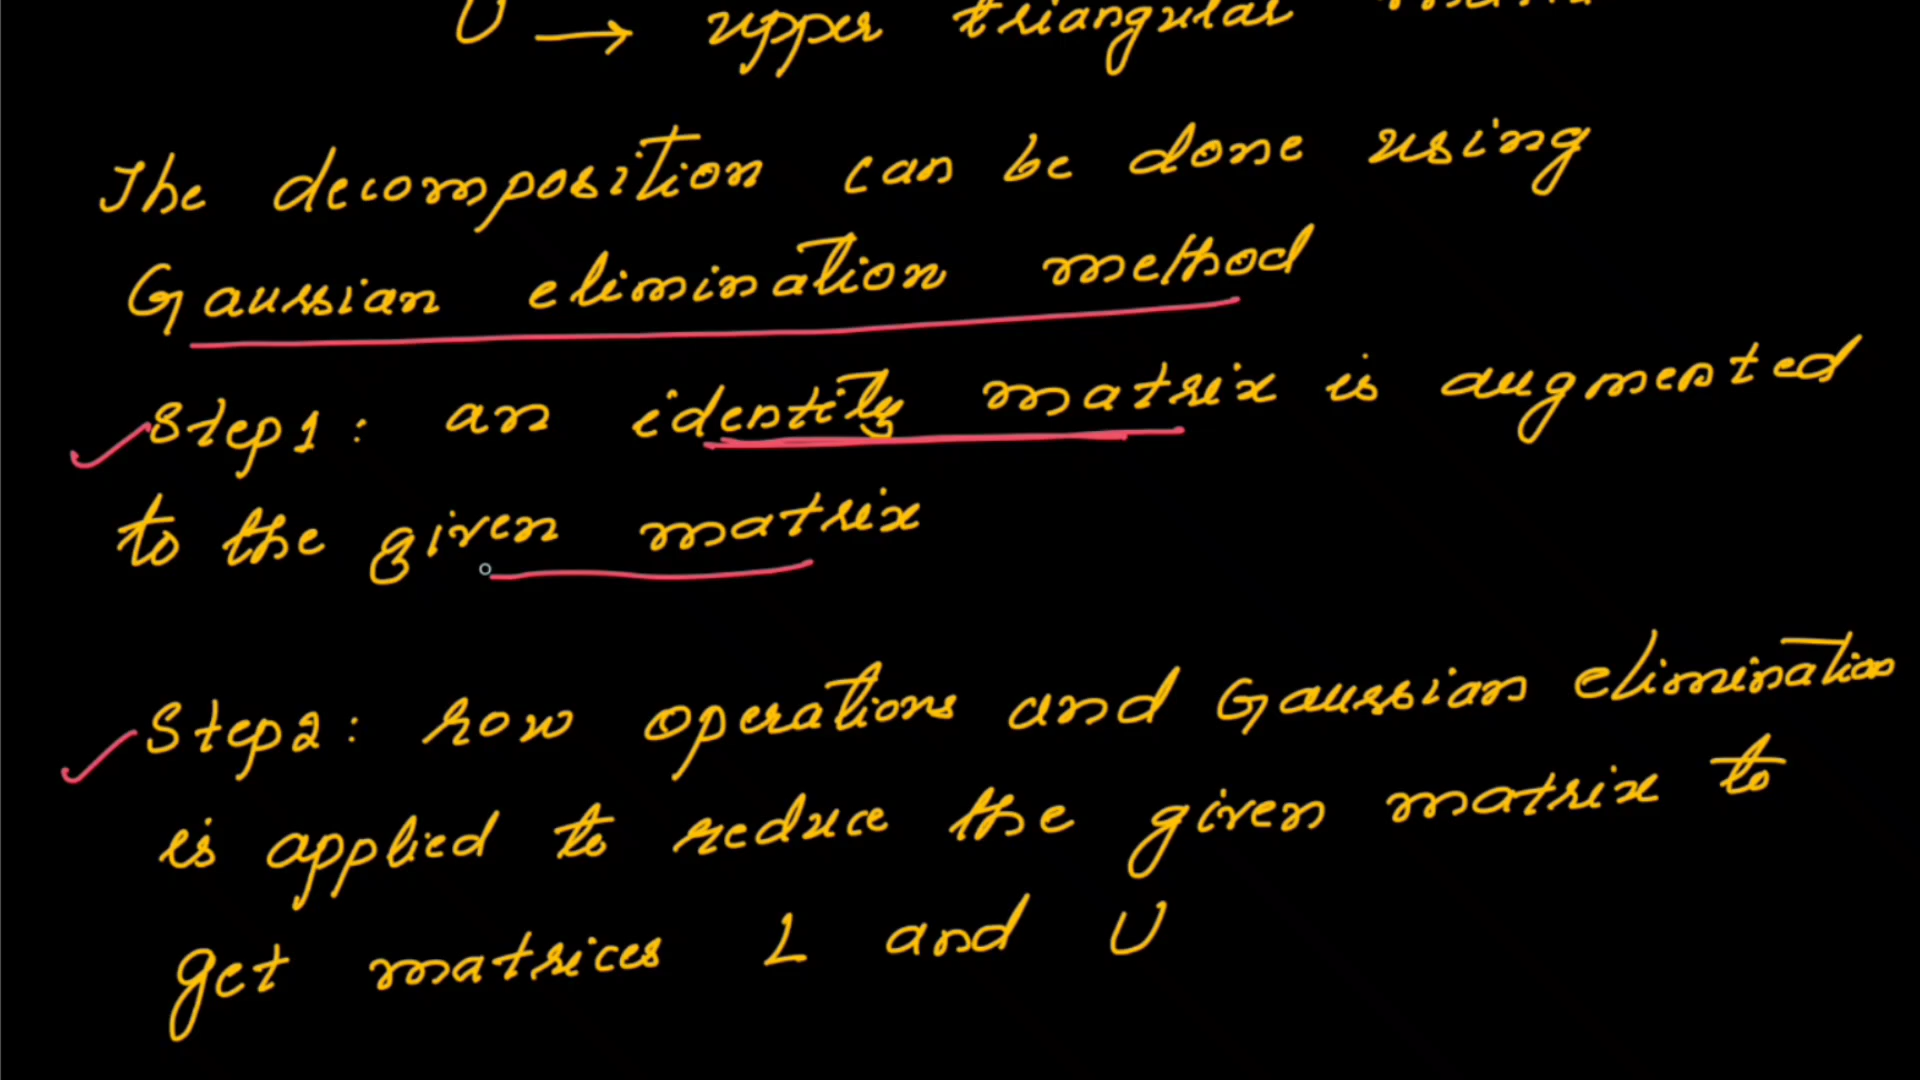 U → upper triangular
The decomposition can be done using
Gaussian elimination method
Step1: an identity matrix is augmented
to the given matrix
Step2: row operations and Gaussian elimination
is applied to reduce the given matrix to
get matrices L and U